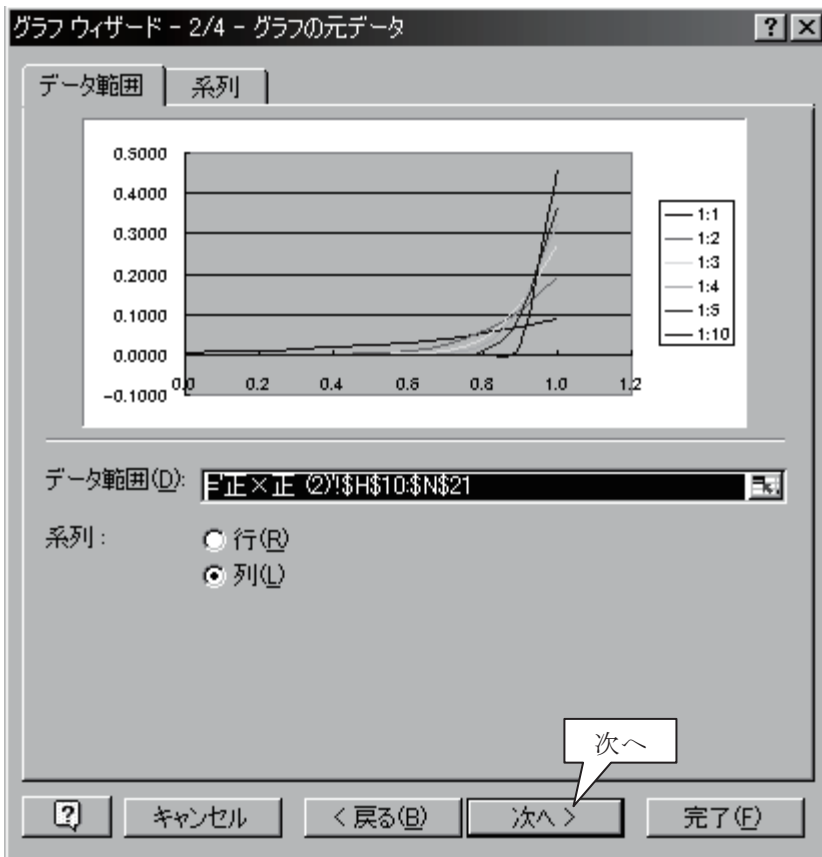 グラフ ウィザード - 2/4 - グラフの元データ
データ範囲 系列
0.5000
0.4000
0.3000
0.2000
0.1000
0.0000
-0.1000
0.0 0.2 0.4 0.6 0.8 1.0 1.2
1:1
1:2
1:3
1:4
1:5
1:10
データ範囲(D): ='正×正 (2)'!$H$10:$N$21
系列: 行(R)
列(L)
次へ
キャンセル < 戻る(B) 次へ > 完了(F)